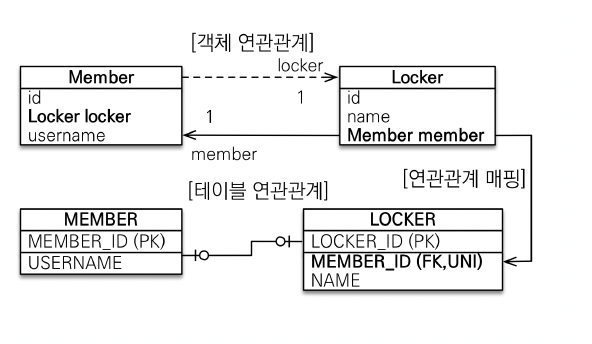 [객체 연관관계]
Member
locker
Locker
id
Locker locker
username
1
1
id
name
Member member
member
[연관관계 매핑]
[테이블 연관관계]
MEMBER
MEMBER_ID (PK)
USERNAME
LOCKER
LOCKER_ID (PK)
MEMBER_ID (FK,UNI)
NAME